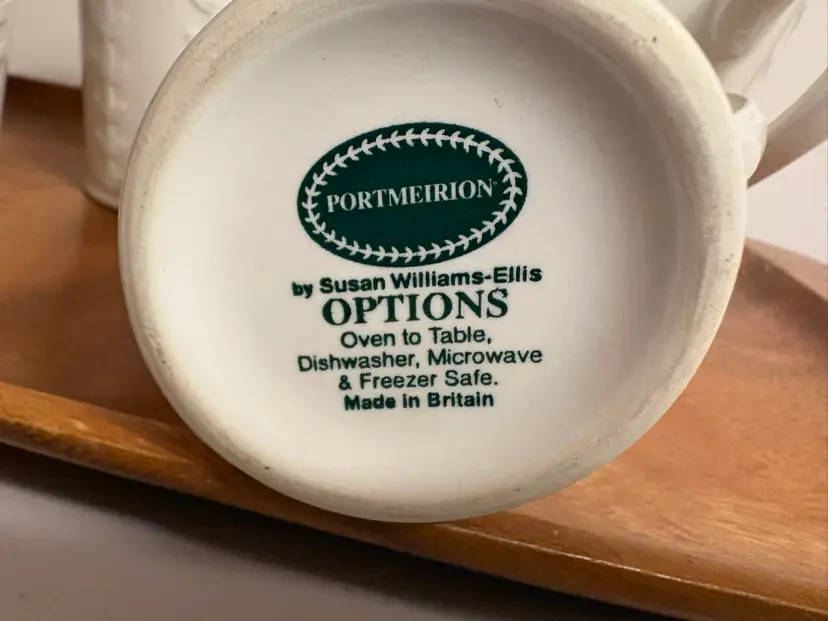 PORTMEIRION®
by Susan Williams-Ellis
OPTIONS
Oven to Table,
Dishwasher, Microwave
& Freezer Safe.
Made in Britain